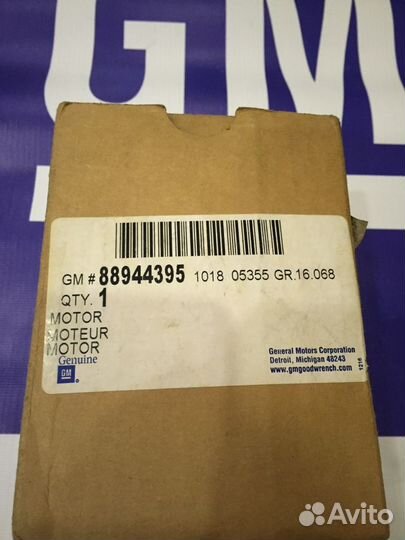 GM
GM # 88944395 1018 05355 GR.16.068
QTY. 1
MOTOR
MOTEUR
MOTOR
Genuine
GM
General Motors Corporation
Detroit, Michigan 48243
www.gmgoodwrench.com
1216
Avito